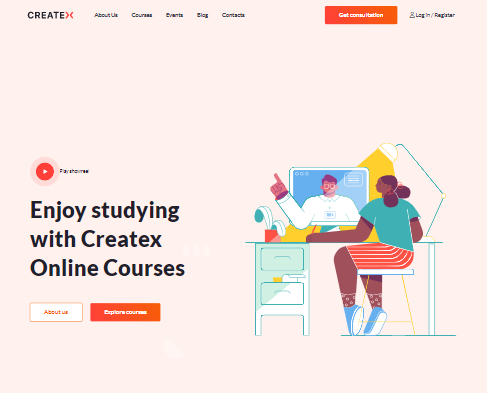 CREATEX
About Us
Courses
Events
Blog
Contacts
Get consultation
Log in / Register
Play showreel
Enjoy studying
with Createx
Online Courses
About us
Explore courses